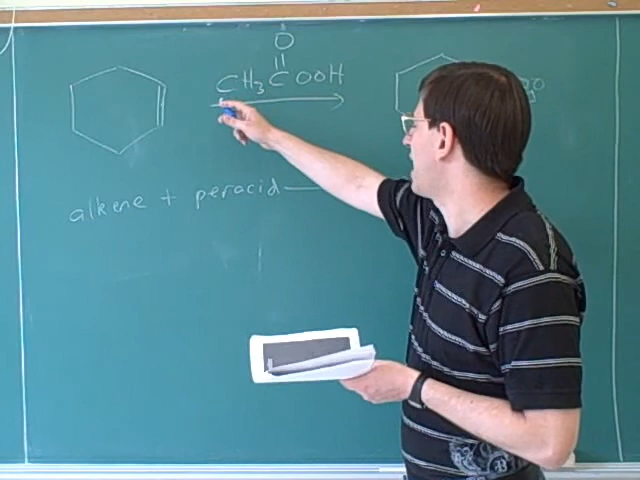 O
CH3COOH
alkene + peracid